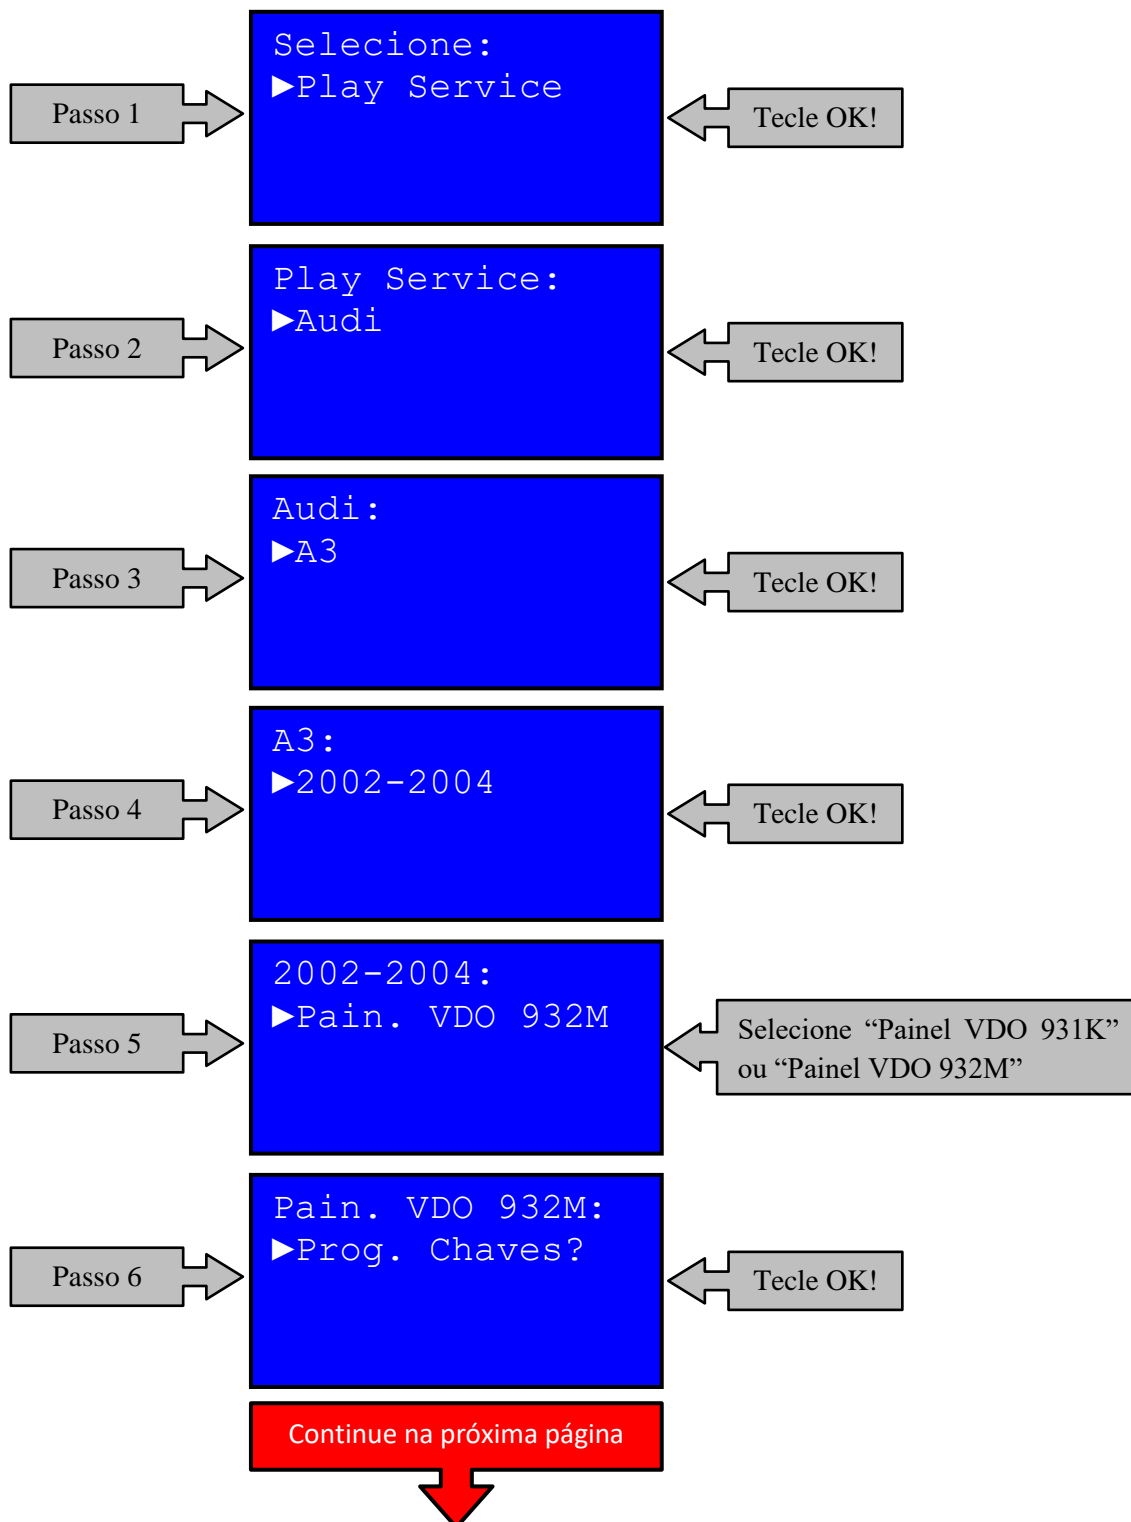 Selecione:
►Play Service
Passo 1
Tecle OK!
Play Service:
►Audi
Passo 2
Tecle OK!
Audi:
►A3
Passo 3
Tecle OK!
A3:
►2002-2004
Passo 4
Tecle OK!
2002-2004:
►Pain. VDO 932M
Passo 5
Selecione “Painel VDO 931K”
ou “Painel VDO 932M”
Pain. VDO 932M:
►Prog. Chaves?
Passo 6
Tecle OK!
Continue na próxima página